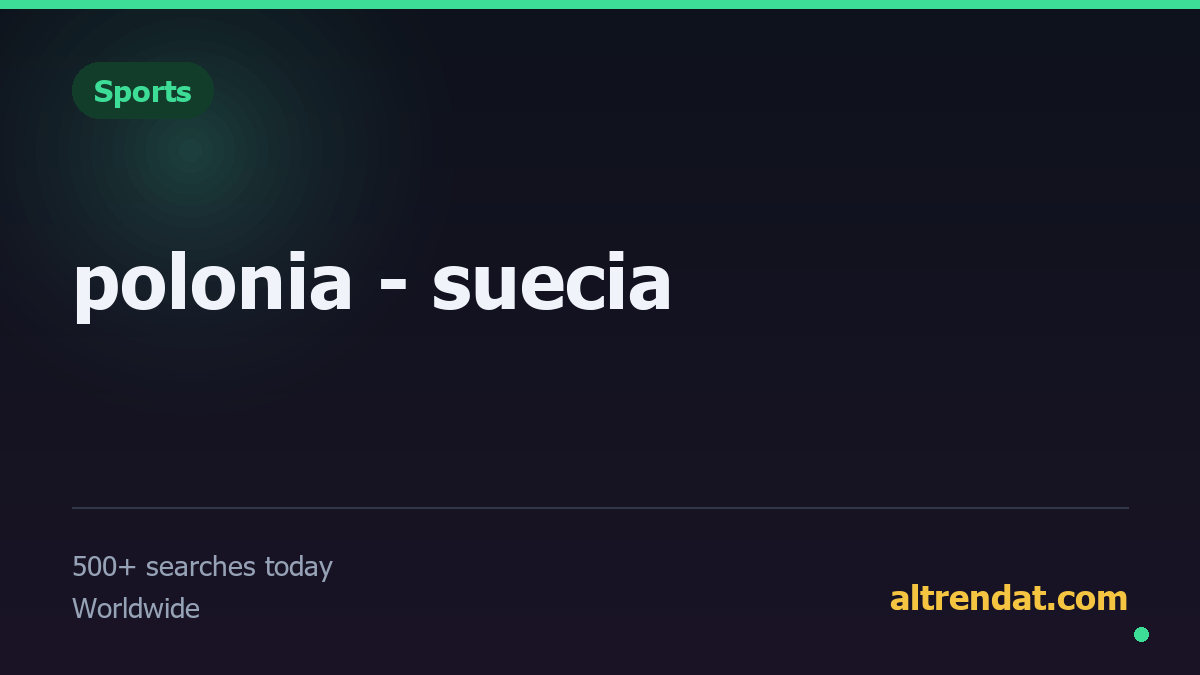 Sports
polonia - suecia
500+ searches today
Worldwide
altrendat.com